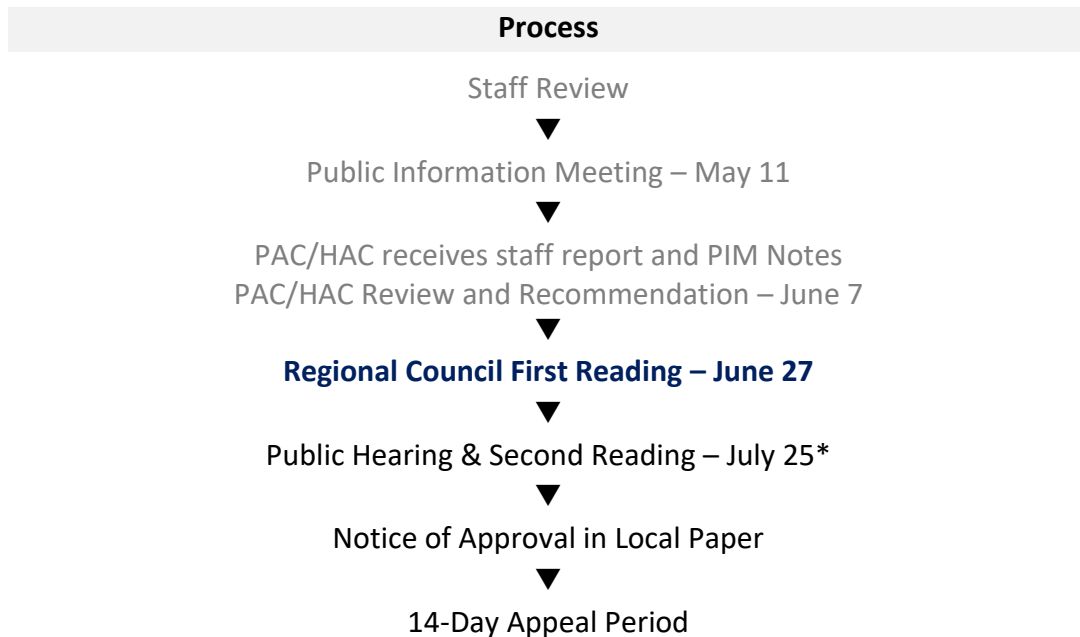 Process
Staff Review
Public Information Meeting – May 11
PAC/HAC receives staff report and PIM Notes
PAC/HAC Review and Recommendation – June 7
Regional Council First Reading – June 27
Public Hearing & Second Reading – July 25*
Notice of Approval in Local Paper
14-Day Appeal Period